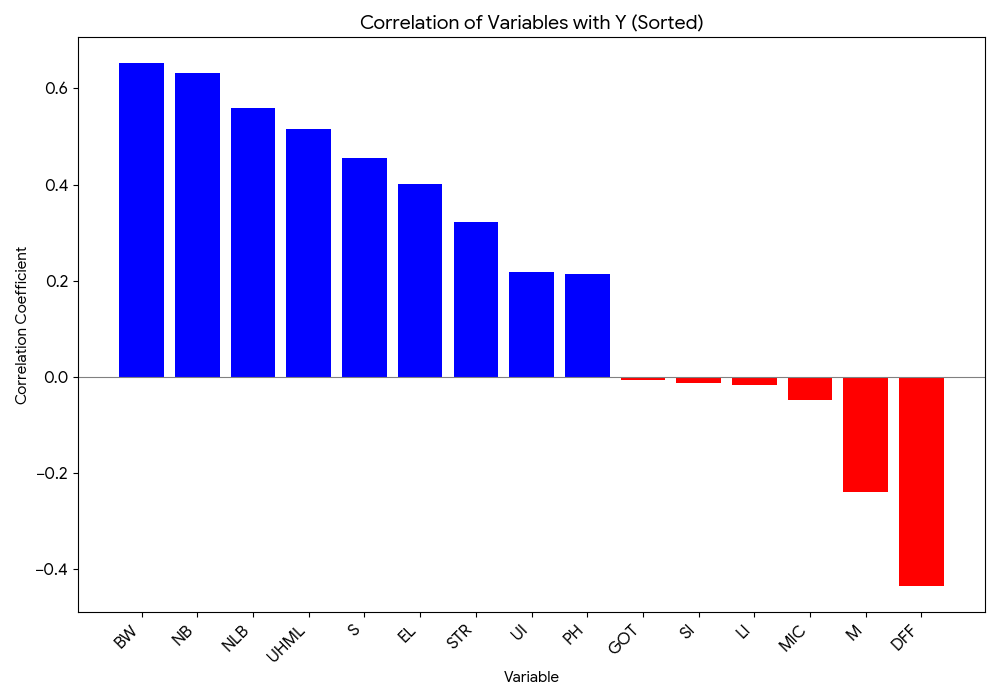 Correlation of Variables with Y (Sorted)
Correlation Coefficient
0.6
0.4
0.2
0.0
−0.2
−0.4
BW
NB
NLB
UHML
S
EL
STR
UI
PH
GOT
SI
LI
MIC
M
DFF
Variable